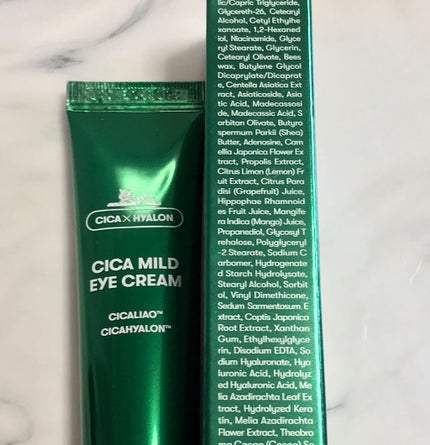 CICA X HYALON
CICA MILD
EYE CREAM
CICALIAO™
CICAHYALON™
lic/Capric Triglyceride,
Glycereth-26, Cetearyl
Alcohol, Cetyl Ethylhe
xanoate, 1,2-Hexaned
iol, Niacinamide, Glyce
ryl Stearate, Glycerin,
Cetearyl Olivate, Bees
wax, Butylene Glycol
Dicaprylate/Dicaprat
e, Centella Asiatica Ext
ract, Asiaticoside, Asia
tic Acid, Madecassosi
de, Madecassic Acid, S
orbitan Olivate, Butyro
spermum Parkii (Shea)
Butter, Adenosine, Cam
ellia Japonica Flower Ex
tract, Propolis Extract,
Citrus Limon (Lemon) Fr
uit Extract, Citrus Para
disi (Grapefruit) Juice,
Hippophae Rhamnoid
es Fruit Juice, Mangife
ra Indica (Mango) Juice,
Propanediol, Glycosyl T
rehalose, Polyglyceryl
-2 Stearate, Sodium C
arbomer, Hydrogenate
d Starch Hydrolysate,
Stearyl Alcohol, Sorbit
ol, Vinyl Dimethicone,
Sedum Sarmentosum E
xtract, Coptis Japonica
Root Extract, Xanthan
Gum, Ethylhexylglyce
rin, Disodium EDTA, So
dium Hyaluronate, Hya
luronic Acid, Hydrolyz
ed Hyaluronic Acid, Me
lia Azadirachta Leaf Ex
tract, Hydrolyzed Kera
tin, Melia Azadirachta
Flower Extract, Theobro